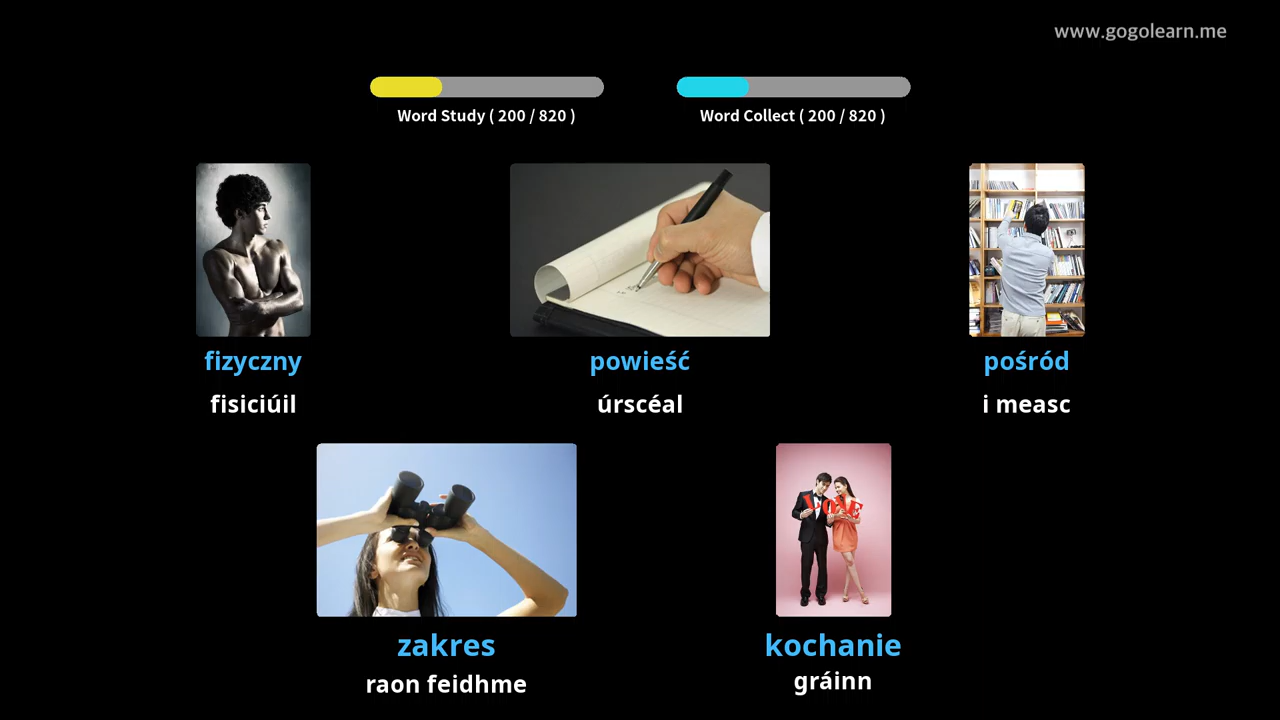 www.gogolearn.me
Word Study ( 200 / 820 )
Word Collect ( 200 / 820 )
fizyczny
fisiciúil
powieść
úrscéal
pośród
i measc
zakres
raon feidhme
kochanie
gráinn